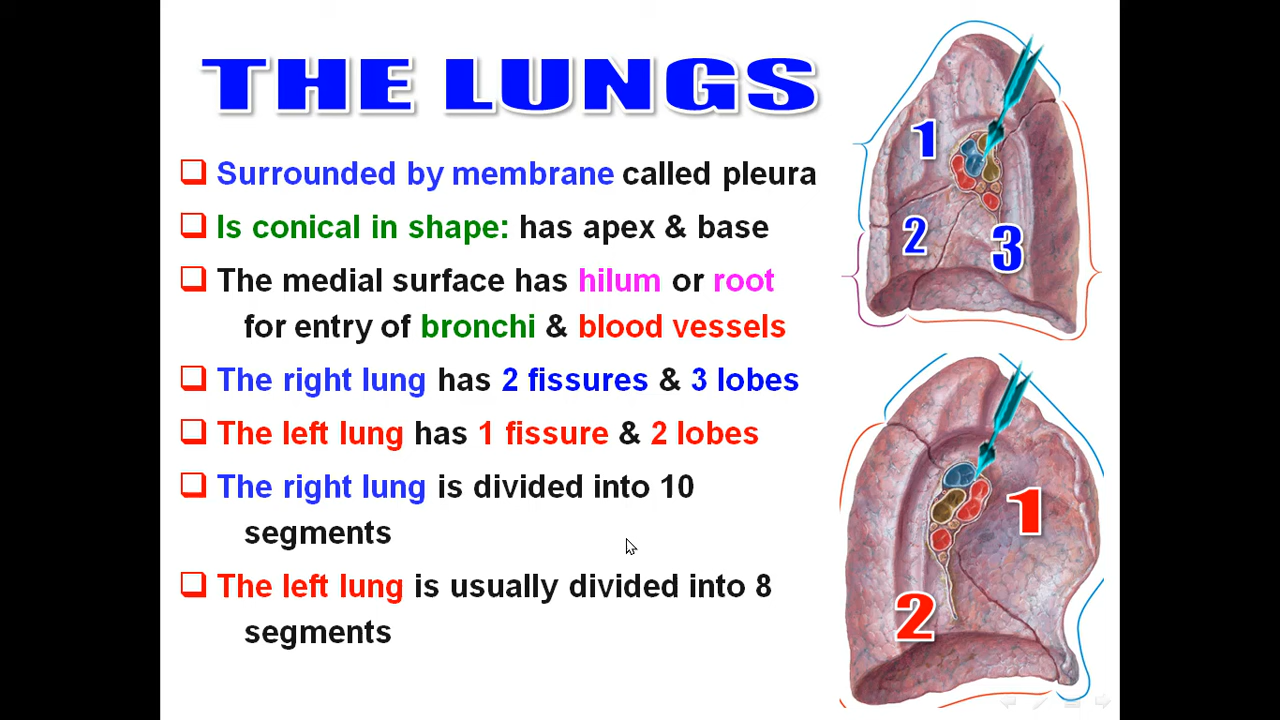 THE LUNGS
Surrounded by membrane called pleura
Is conical in shape: has apex & base
The medial surface has hilum or root
for entry of bronchi & blood vessels
The right lung has 2 fissures & 3 lobes
The left lung has 1 fissure & 2 lobes
The right lung is divided into 10
segments
The left lung is usually divided into 8
segments
1
2
3
1
2